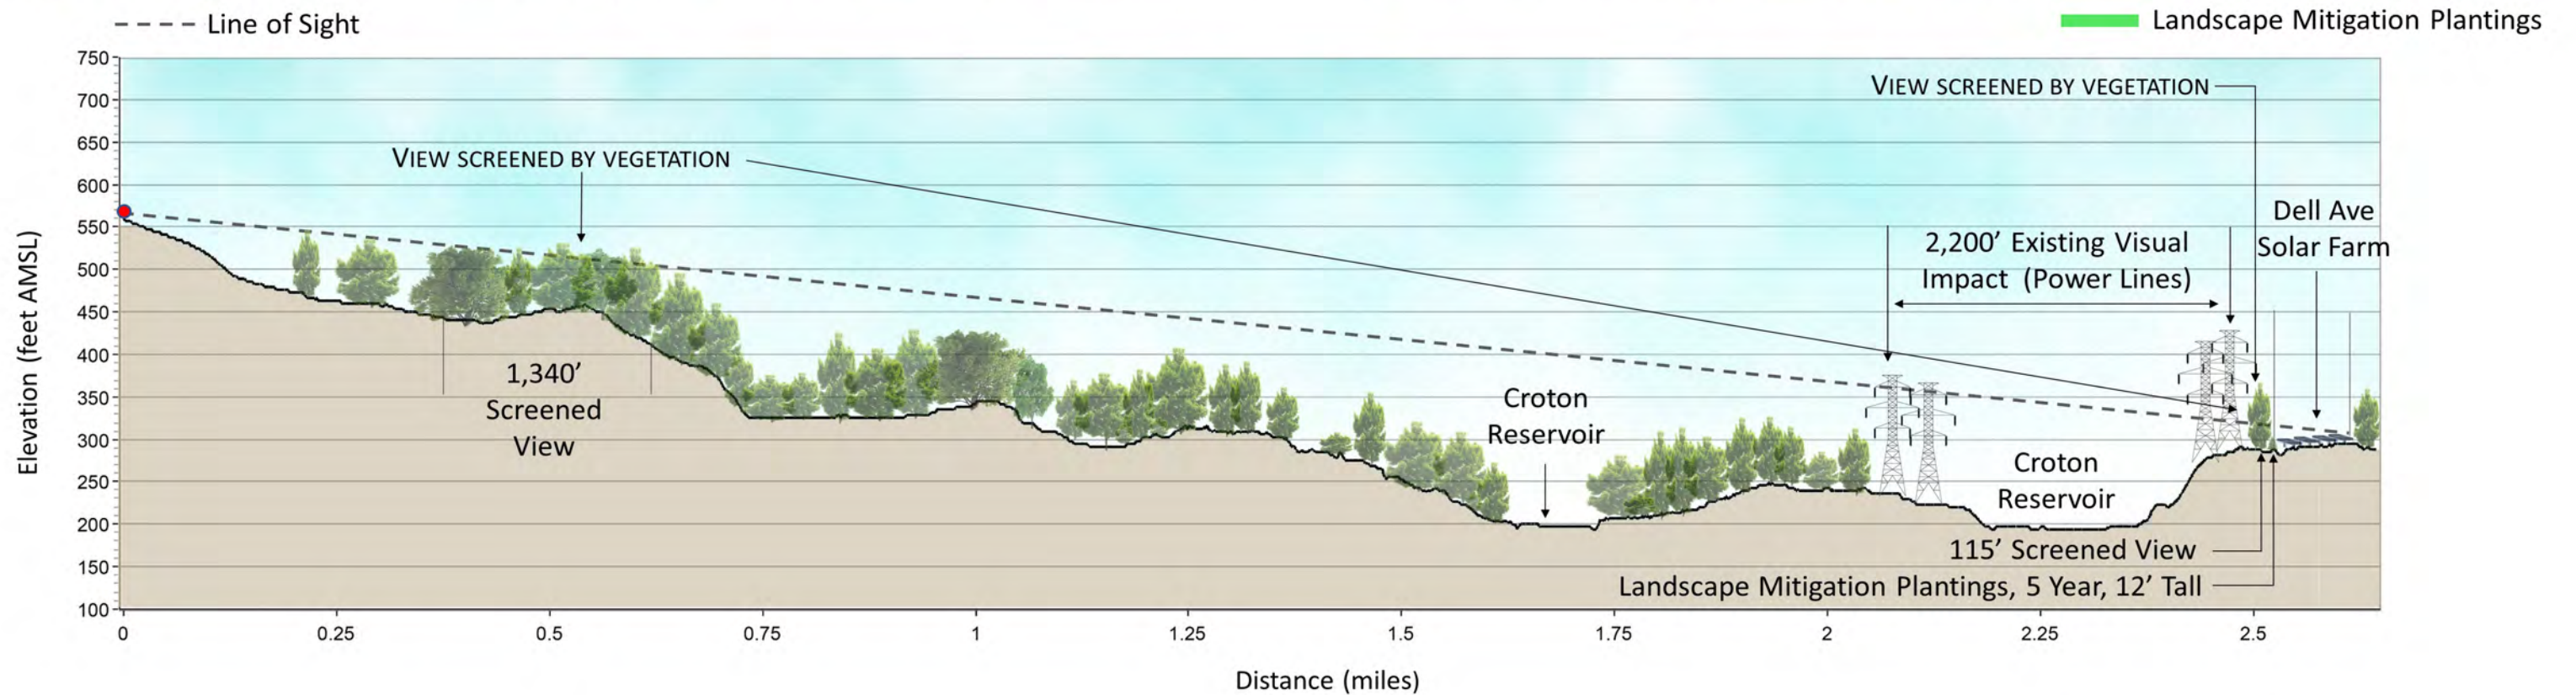 Line of Sight
Landscape Mitigation Plantings
Elevation (feet AMSL)
750
700
650
600
550
500
450
400
350
300
250
200
150
100
VIEW SCREENED BY VEGETATION
VIEW SCREENED BY VEGETATION
Dell Ave
Solar Farm
2,200’ Existing Visual
Impact (Power Lines)
1,340’
Screened
View
Croton
Reservoir
Croton
Reservoir
115’ Screened View
Landscape Mitigation Plantings, 5 Year, 12’ Tall
0
0.25
0.5
0.75
1
1.25
1.5
1.75
2
2.25
2.5
Distance (miles)